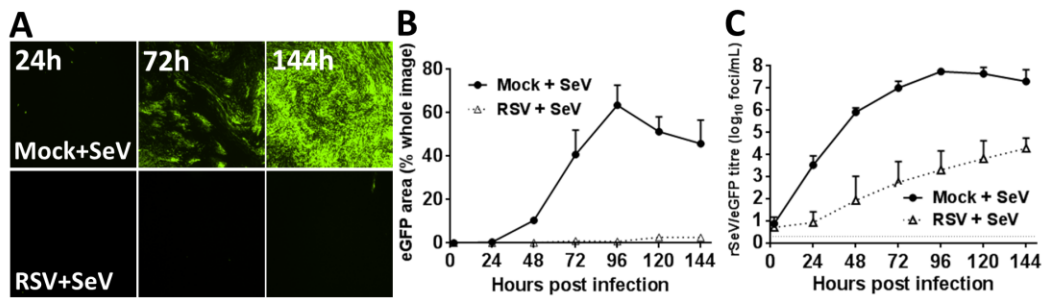 A
24h
72h
144h
Mock+SeV
RSV+SeV
B
eGFP area (% whole image)
80
60
40
20
0
Mock + SeV
RSV + SeV
0 24 48 72 96 120 144
Hours post infection
C
rSeV/eGFP titre (log10 foci/mL)
8
7
6
5
4
3
2
1
0
Mock + SeV
RSV + SeV
0 24 48 72 96 120 144
Hours post infection